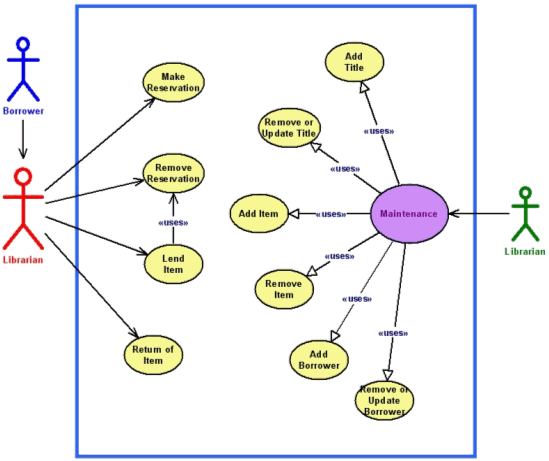 Borrower
Librarian
Make
Reservation
Remove
Reservation
«uses»
Lend
Item
Return of
Item
Add
Title
«uses»
Remove or
Update Title
«uses»
Add Item
«uses»
Maintenance
Librarian
«uses»
Remove
Item
«uses»
Add
Borrower
«uses»
Remove or
Update
Borrower